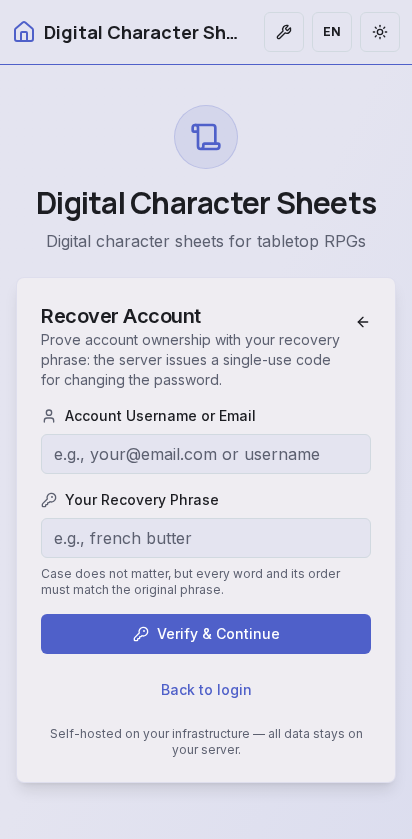 Digital Character Sh...
EN
Digital Character Sheets
Digital character sheets for tabletop RPGs
Recover Account
Prove account ownership with your recovery
phrase: the server issues a single-use code
for changing the password.
Account Username or Email
e.g., your@email.com or username
Your Recovery Phrase
e.g., french butter
Case does not matter, but every word and its order
must match the original phrase.
Verify & Continue
Back to login
Self-hosted on your infrastructure — all data stays on
your server.